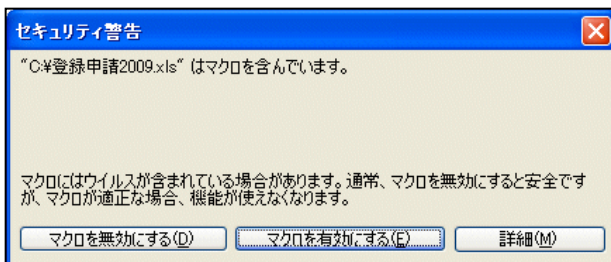 セキュリティ警告
"C:¥登録申請2009.xls" はマクロを含んでいます。
マクロにはウイルスが含まれている場合があります。通常、マクロを無効にすると安全です
が、マクロが適正な場合、機能が使えなくなります。
マクロを無効にする(D) マクロを有効にする(E) 詳細(M)